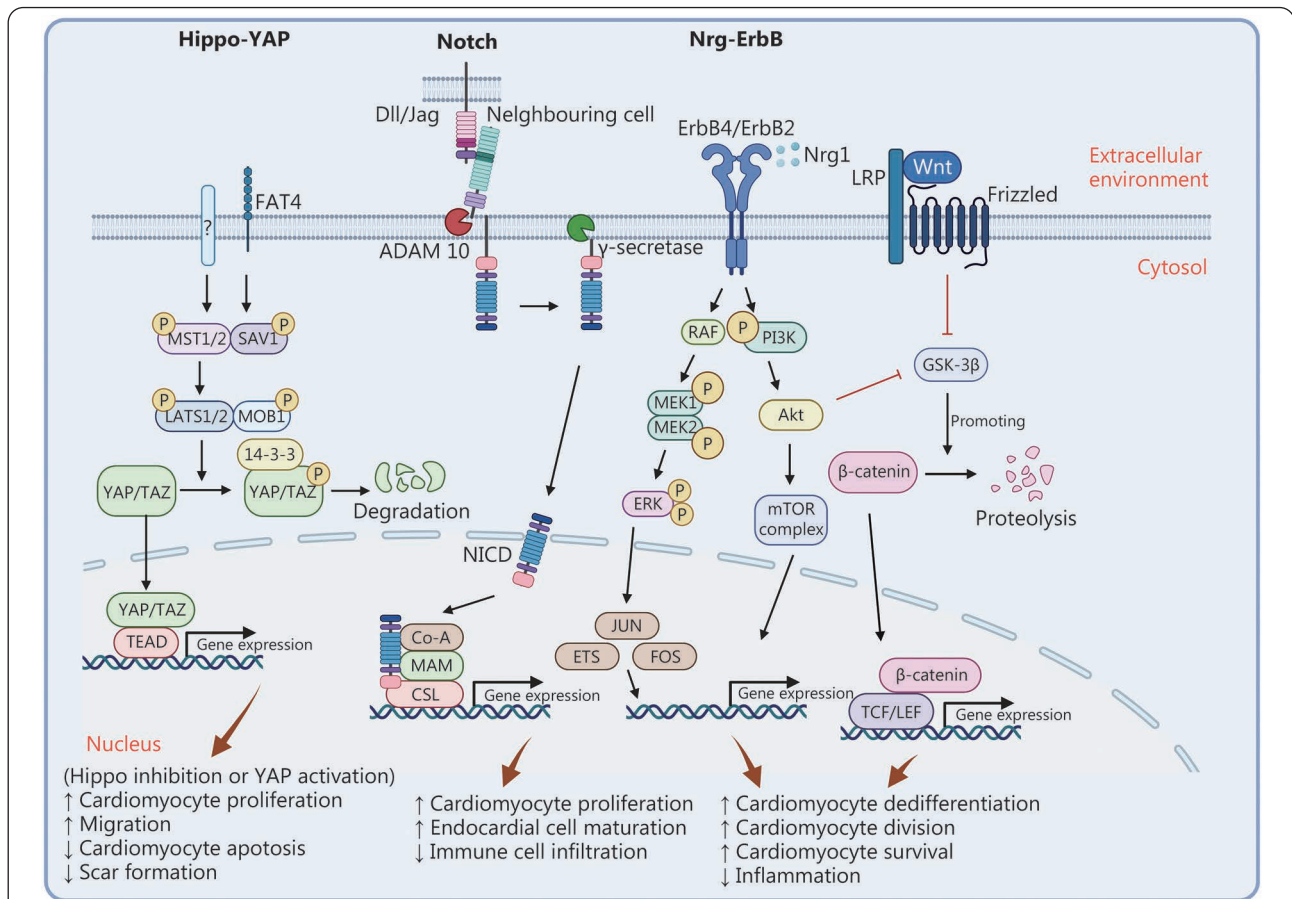 Hippo-YAP
Notch
Nrg-ErbB
Dll/Jag
Nelghbouring cell
ErbB4/ErbB2
Nrg1
LRP
Wnt
Frizzled
Extracellular
environment
FAT4
?
ADAM 10
γ-secretase
Cytosol
P
MST1/2
SAV1
P
RAF
P
PI3K
GSK-3β
P
LATS1/2
MOB1
P
MEK1
P
MEK2
P
Akt
Promoting
14-3-3
P
YAP/TAZ
YAP/TAZ
Degradation
ERK
P
P
mTOR
complex
β-catenin
Proteolysis
NICD
YAP/TAZ
TEAD
Gene expression
Co-A
MAM
CSL
Gene expression
JUN
ETS
FOS
Gene expression
β-catenin
TCF/LEF
Gene expression
Nucleus
(Hippo inhibition or YAP activation)
↑ Cardiomyocyte proliferation
↑ Migration
↓ Cardiomyocyte apotosis
↓ Scar formation
↑ Cardiomyocyte proliferation
↑ Endocardial cell maturation
↓ Immune cell infiltration
↑ Cardiomyocyte dedifferentiation
↑ Cardiomyocyte division
↑ Cardiomyocyte survival
↓ Inflammation